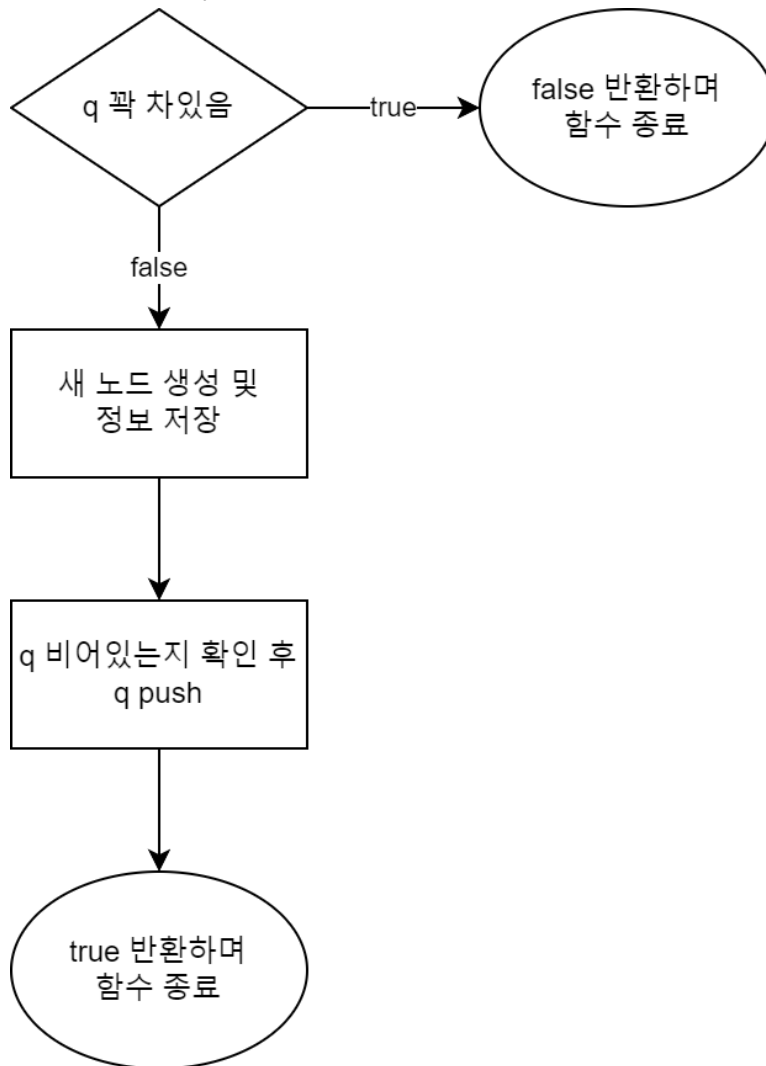 q 꽉 차있음
true
false 반환하며
함수 종료
false
새 노드 생성 및
정보 저장
q 비어있는지 확인 후
q push
true 반환하며
함수 종료